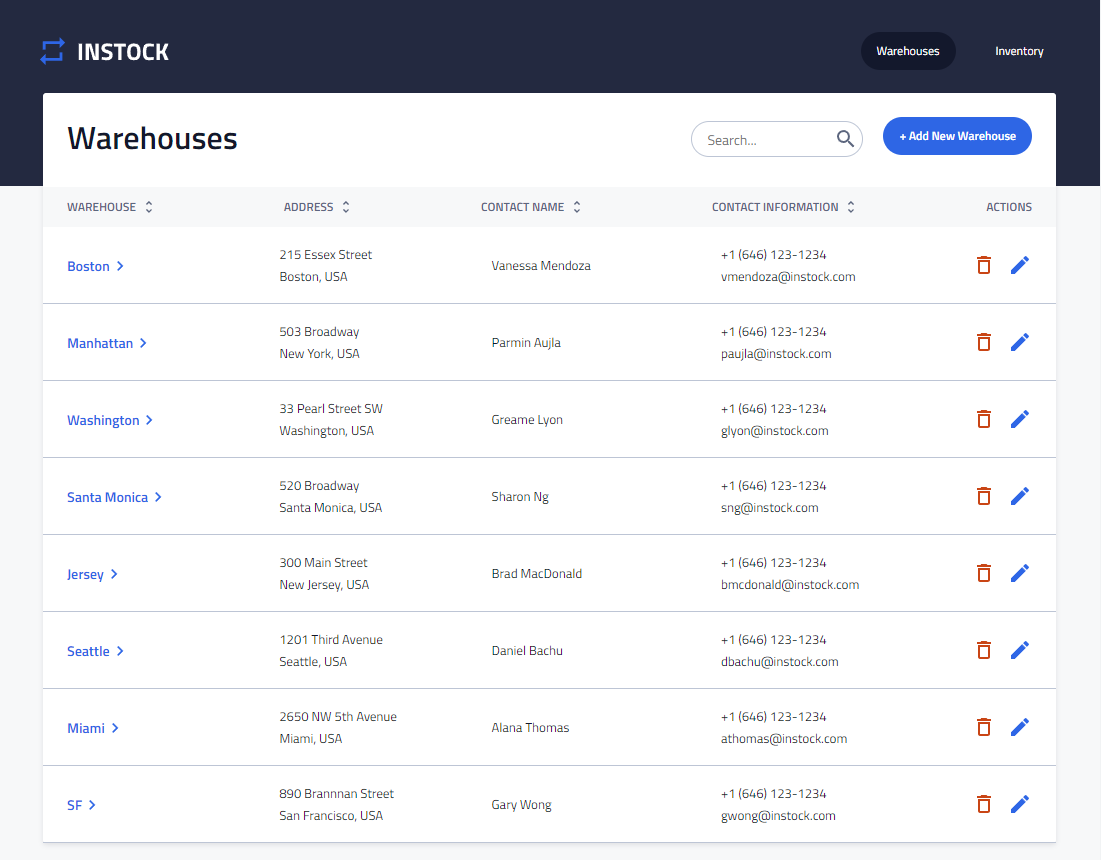 INSTOCK
Warehouses
Inventory
Warehouses
Search...
+ Add New Warehouse
WAREHOUSE ADDRESS CONTACT NAME CONTACT INFORMATION ACTIONS
Boston
215 Essex Street
Boston, USA
Vanessa Mendoza
+1 (646) 123-1234
vmendoza@instock.com
Manhattan
503 Broadway
New York, USA
Parmin Aujla
+1 (646) 123-1234
paujla@instock.com
Washington
33 Pearl Street SW
Washington, USA
Greame Lyon
+1 (646) 123-1234
glyon@instock.com
Santa Monica
520 Broadway
Santa Monica, USA
Sharon Ng
+1 (646) 123-1234
sng@instock.com
Jersey
300 Main Street
New Jersey, USA
Brad MacDonald
+1 (646) 123-1234
bmcdonald@instock.com
Seattle
1201 Third Avenue
Seattle, USA
Daniel Bachu
+1 (646) 123-1234
dbachu@instock.com
Miami
2650 NW 5th Avenue
Miami, USA
Alana Thomas
+1 (646) 123-1234
athomas@instock.com
SF
890 Brannnan Street
San Francisco, USA
Gary Wong
+1 (646) 123-1234
gwong@instock.com